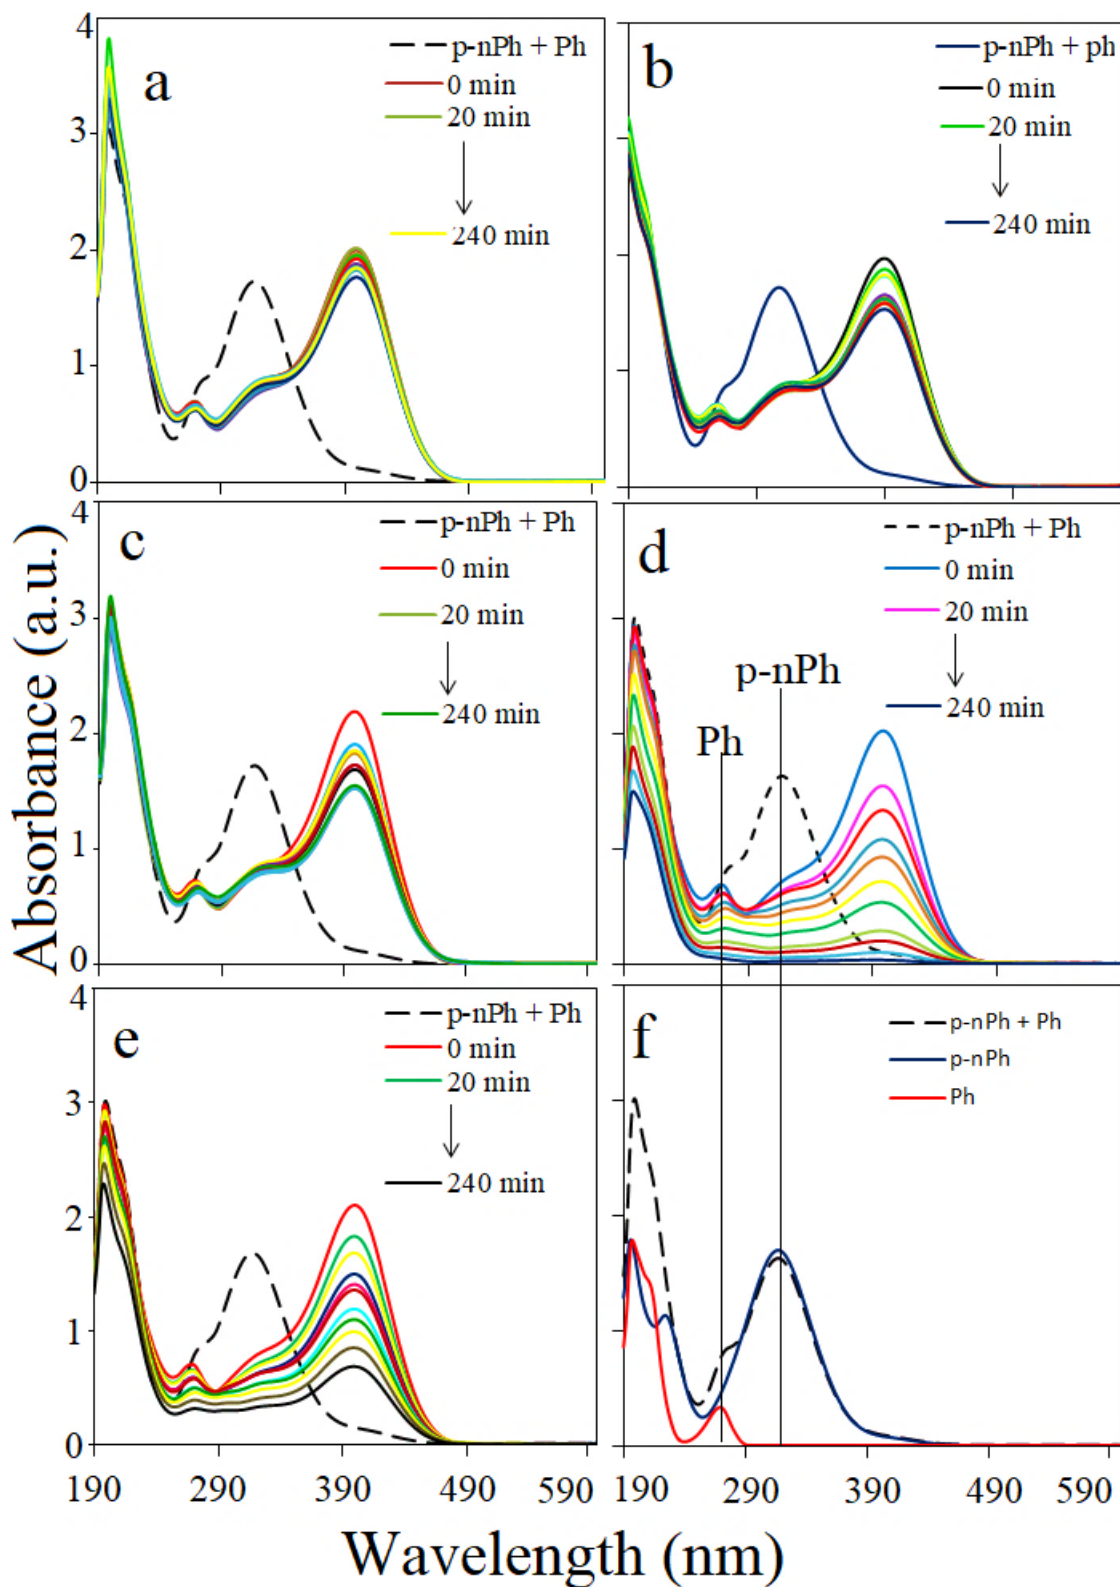 a
p-nPh + Ph
0 min
20 min
240 min
4
3
2
1
0
b
p-nPh + ph
0 min
20 min
240 min
c
p-nPh + Ph
0 min
20 min
240 min
4
3
2
1
0
d
p-nPh + Ph
0 min
20 min
240 min
p-nPh
Ph
e
p-nPh + Ph
0 min
20 min
240 min
4
3
2
1
0
f
p-nPh + Ph
p-nPh
Ph
190 290 390 490 590
190 290 390 490 590
Absorbance (a.u.)
Wavelength (nm)